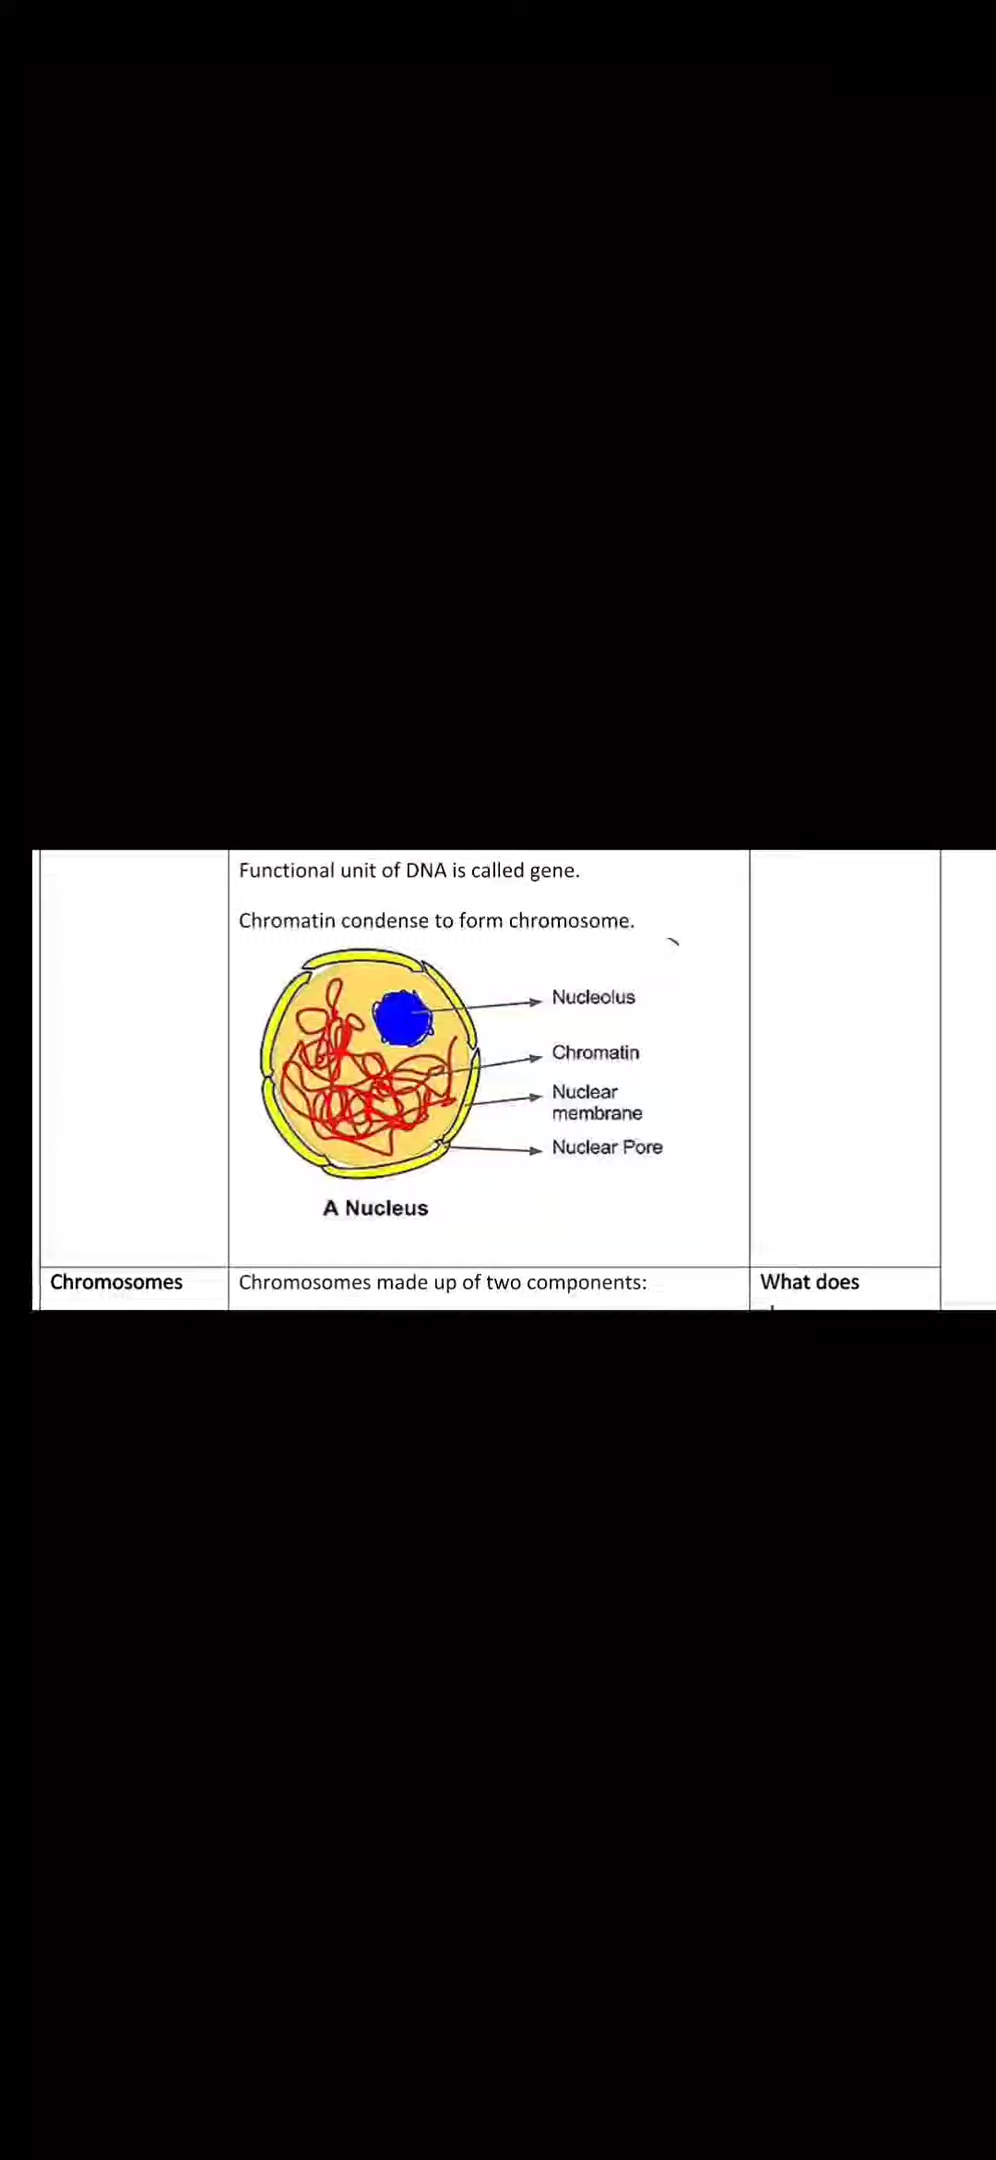 Functional unit of DNA is called gene.
Chromatin condense to form chromosome.
Nucleolus
Chromatin
Nuclear
membrane
Nuclear Pore
A Nucleus
Chromosomes
Chromosomes made up of two components:
What does